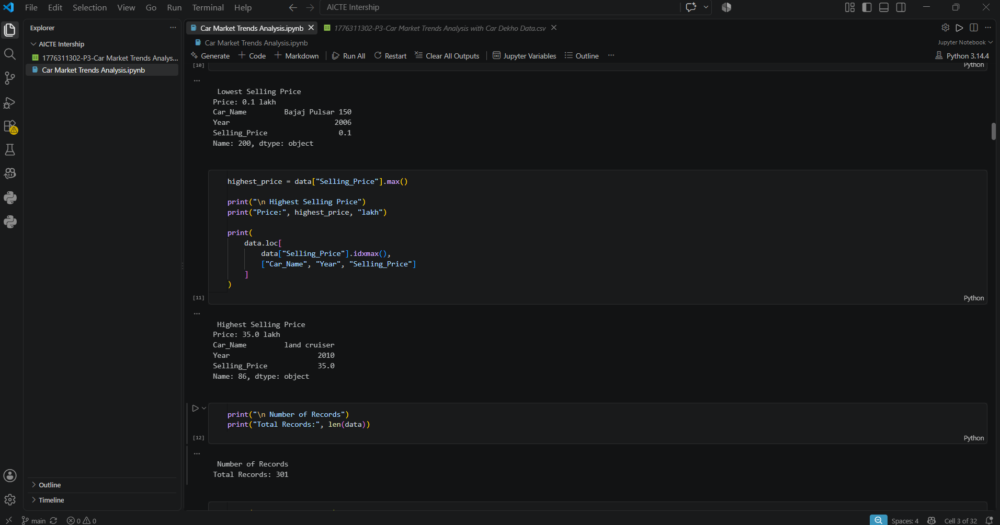 File Edit Selection View Go Run Terminal Help
AICTE Intership
Explorer
AICTE Intership
1776311302-P3-Car Market Trends Analys...
Car Market Trends Analysis.ipynb
Outline
Timeline
Car Market Trends Analysis.ipynb
1776311302-P3-Car Market Trends Analysis with Car Dekho Data.csv
Car Market Trends Analysis.ipynb
Jupyter Notebook
Generate Code Markdown Run All Restart Clear All Outputs Jupyter Variables Outline ...
Python 3.14.4
[10]
Python
...
Lowest Selling Price
Price: 0.1 lakh
Car_Name Bajaj Pulsar 150
Year 2006
Selling_Price 0.1
Name: 200, dtype: object
highest_price = data["Selling_Price"].max()
print("\n Highest Selling Price")
print("Price:", highest_price, "lakh")
print(
data.loc[
data["Selling_Price"].idxmax(),
["Car_Name", "Year", "Selling_Price"]
]
)
[11]
Python
...
Highest Selling Price
Price: 35.0 lakh
Car_Name land cruiser
Year 2010
Selling_Price 35.0
Name: 86, dtype: object
print("\n Number of Records")
print("Total Records:", len(data))
[12]
Python
...
Number of Records
Total Records: 301
main 0 0
Spaces: 4 Cell 3 of 32